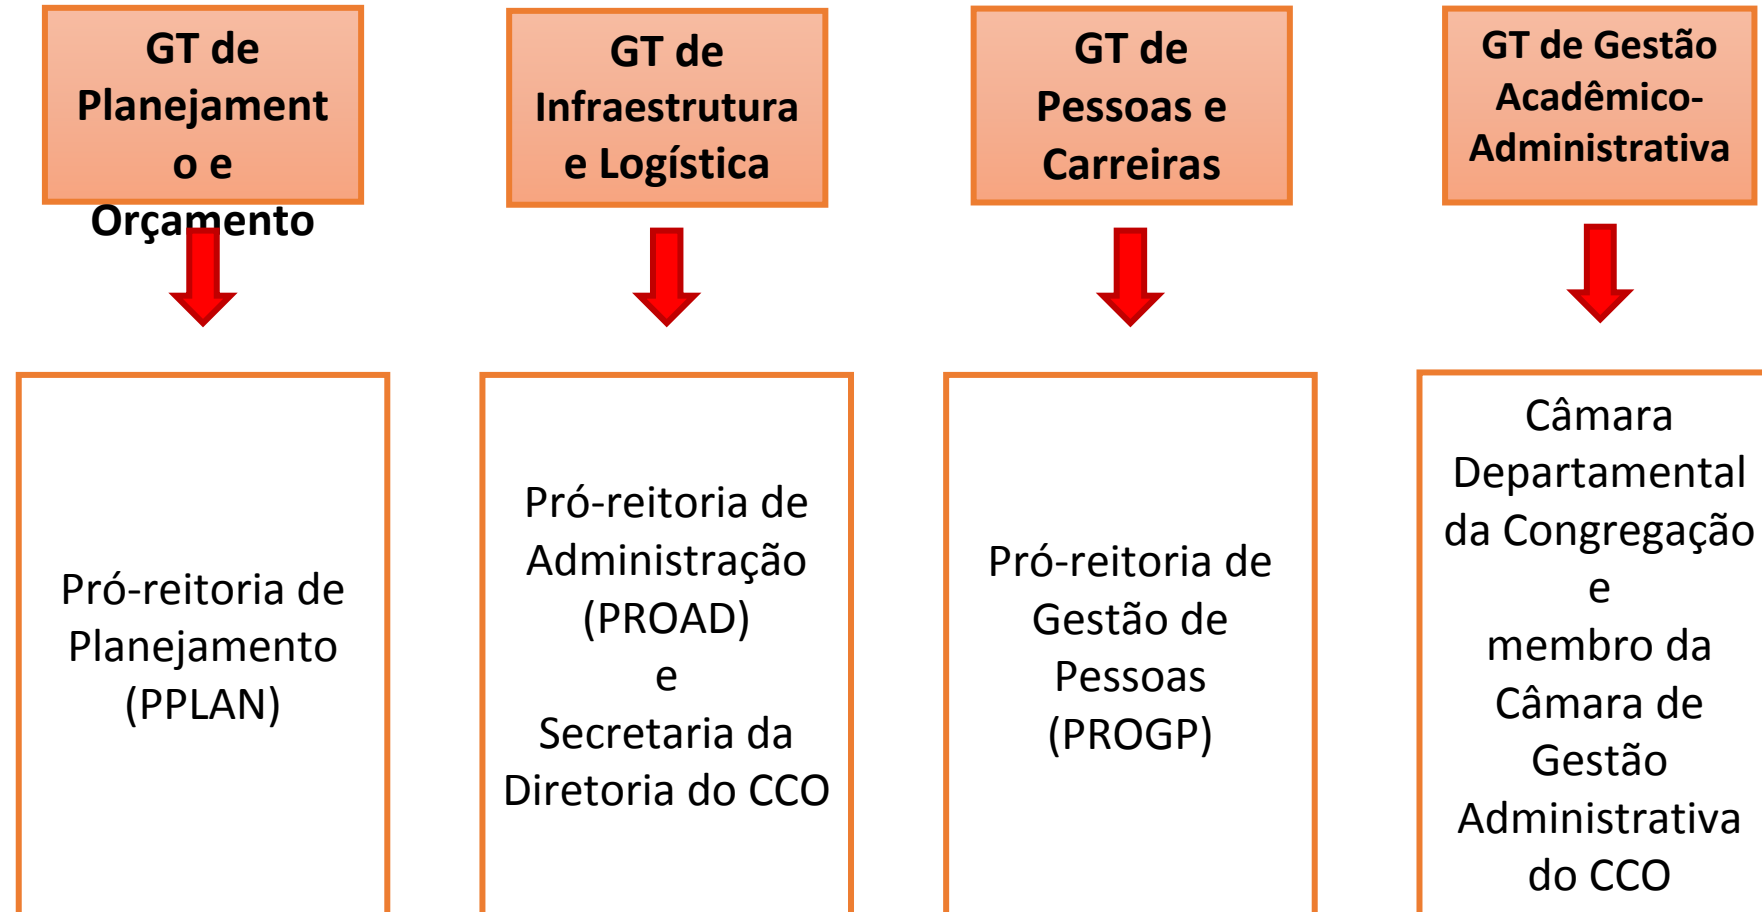 GT de
Planejament
o e
Orçamento
GT de
Infraestrutura
e Logística
GT de
Pessoas e
Carreiras
GT de Gestão
Acadêmico-
Administrativa
Pró-reitoria de
Planejamento
(PPLAN)
Pró-reitoria de
Administração
(PROAD)
e
Secretaria da
Diretoria do CCO
Pró-reitoria de
Gestão de
Pessoas
(PROGP)
Câmara
Departamental
da Congregação
e
membro da
Câmara de
Gestão
Administrativa
do CCO